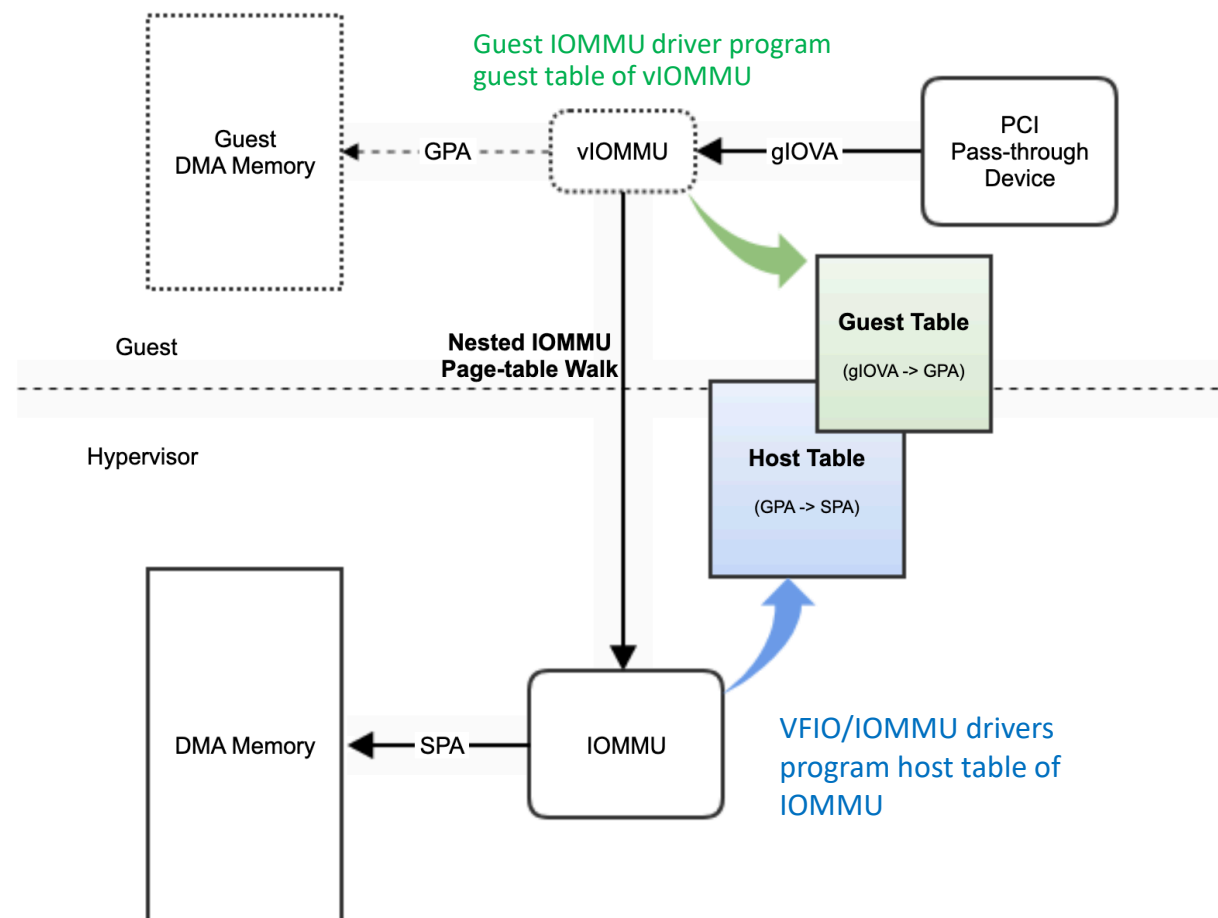 Guest IOMMU driver program
guest table of vIOMMU
Guest
DMA Memory
GPA
vIOMMU
gIOVA
PCI
Pass-through
Device
Guest
Nested IOMMU
Page-table Walk
Guest Table
(gIOVA -> GPA)
Hypervisor
Host Table
(GPA -> SPA)
DMA Memory
SPA
IOMMU
VFIO/IOMMU drivers
program host table of
IOMMU